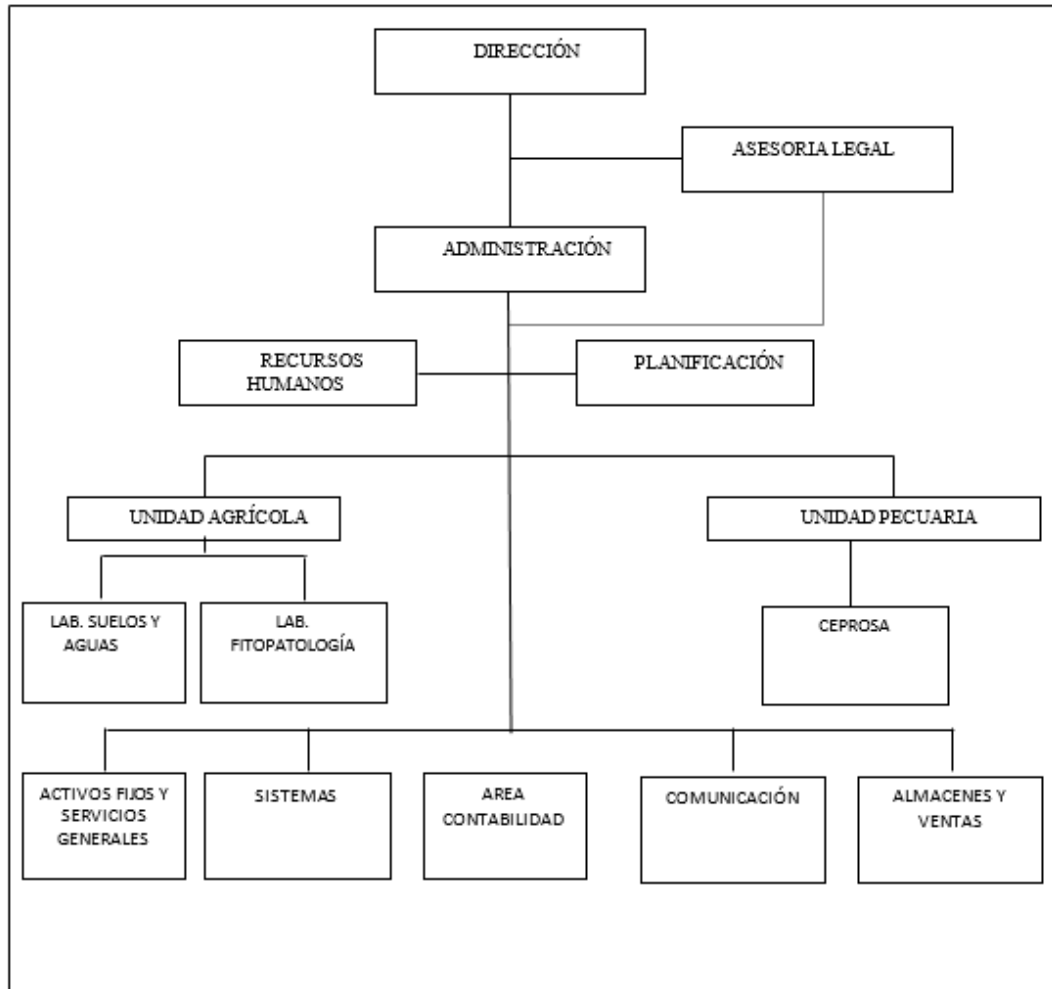 DIRECCIÓN
ASESORIA LEGAL
ADMINISTRACIÓN
RECURSOS
HUMANOS
PLANIFICACIÓN
UNIDAD AGRÍCOLA
UNIDAD PECUARIA
LAB. SUELOS Y
AGUAS
LAB.
FITOPATOLOGÍA
CEPROSA
ACTIVOS FIJOS Y
SERVICIOS
GENERALES
SISTEMAS
AREA
CONTABILIDAD
COMUNICACIÓN
ALMACENES Y
VENTAS